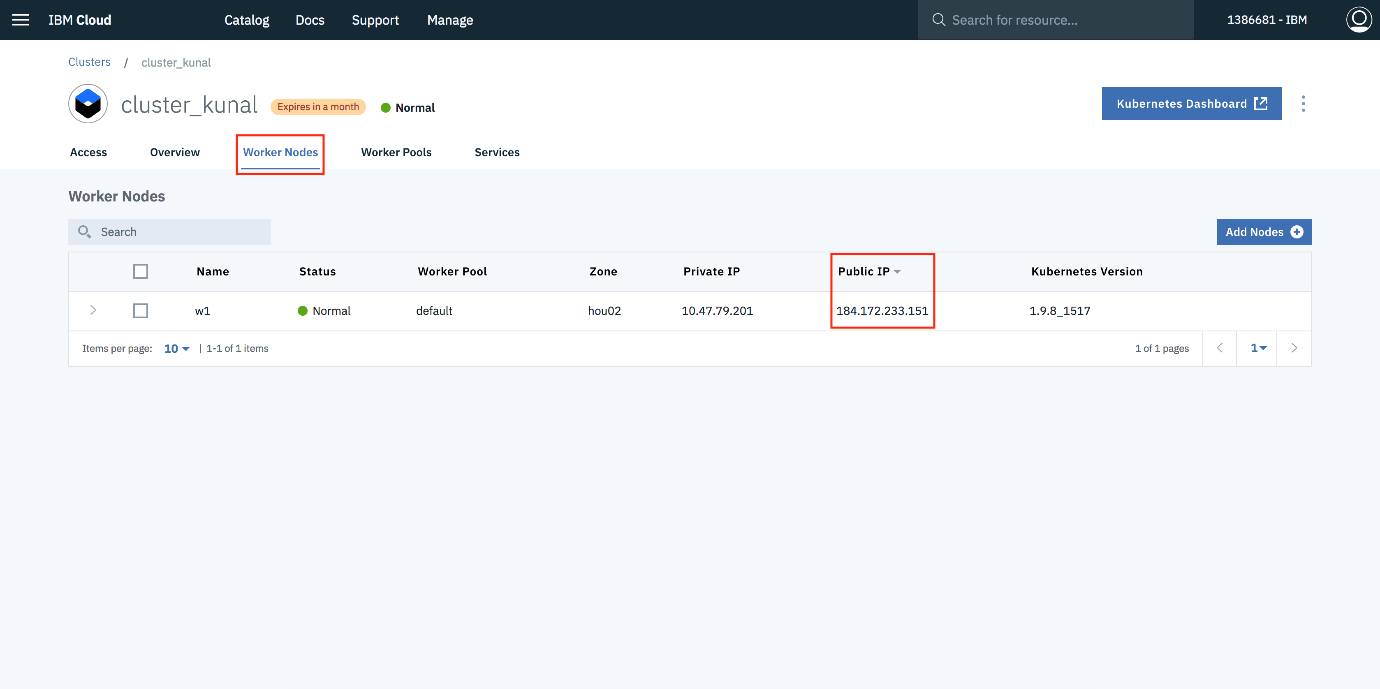 IBM Cloud Catalog Docs Support Manage Search for resource... 1386681 - IBM
Clusters / cluster_kunal
cluster_kunal Expires in a month Normal Kubernetes Dashboard
Access Overview Worker Nodes Worker Pools Services
Worker Nodes
Search Add Nodes
Name Status Worker Pool Zone Private IP Public IP Kubernetes Version
w1 Normal default hou02 10.47.79.201 184.172.233.151 1.9.8_1517
Items per page: 10 | 1-1 of 1 items 1 of 1 pages 1